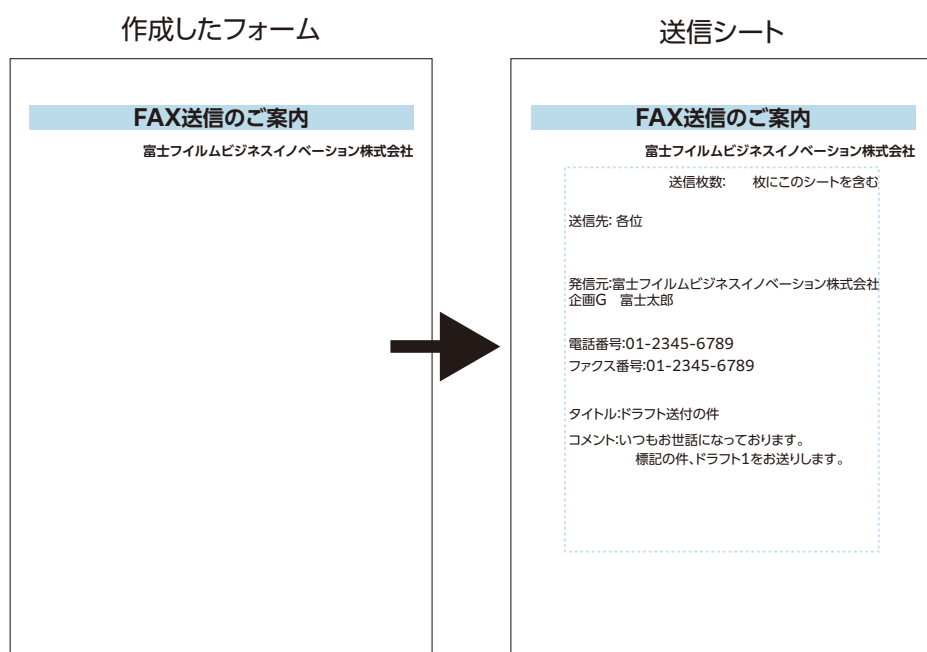 作成したフォーム
FAX送信のご案内
富士フイルムビジネスイノベーション株式会社
送信シート
FAX送信のご案内
富士フイルムビジネスイノベーション株式会社
送信枚数:　　枚にこのシートを含む
送信先: 各位
発信元:富士フイルムビジネスイノベーション株式会社
企画G　富士太郎
電話番号:01-2345-6789
ファクス番号:01-2345-6789
タイトル:ドラフト送付の件
コメント:いつもお世話になっております。
標記の件、ドラフト1をお送りします。